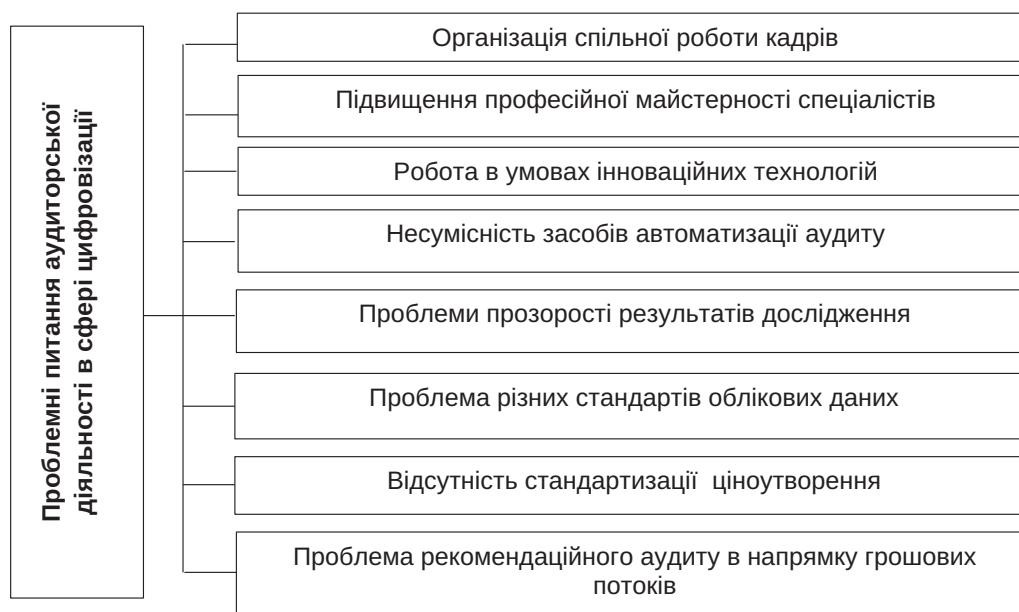 Проблемні питання аудиторської
діяльності в сфері цифровізації
Організація спільної роботи кадрів
Підвищення професійної майстерності спеціалістів
Робота в умовах інноваційних технологій
Несумісність засобів автоматизації аудиту
Проблеми прозорості результатів дослідження
Проблема різних стандартів облікових даних
Відсутність стандартизації ціноутворення
Проблема рекомендаційного аудиту в напрямку грошових
потоків